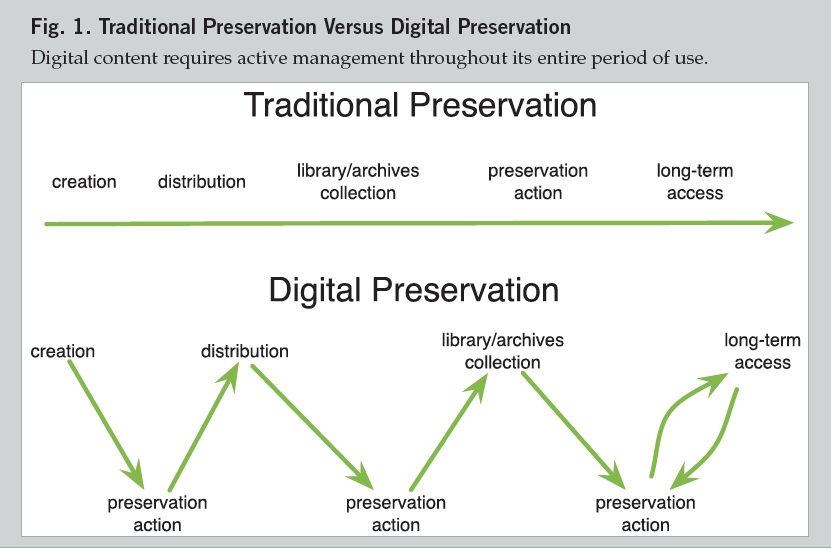 Fig. 1. Traditional Preservation Versus Digital Preservation
Digital content requires active management throughout its entire period of use.
Traditional Preservation
creation
distribution
library/archives
collection
preservation
action
long-term
access
Digital Preservation
creation
distribution
library/archives
collection
long-term
access
preservation
action
preservation
action
preservation
action